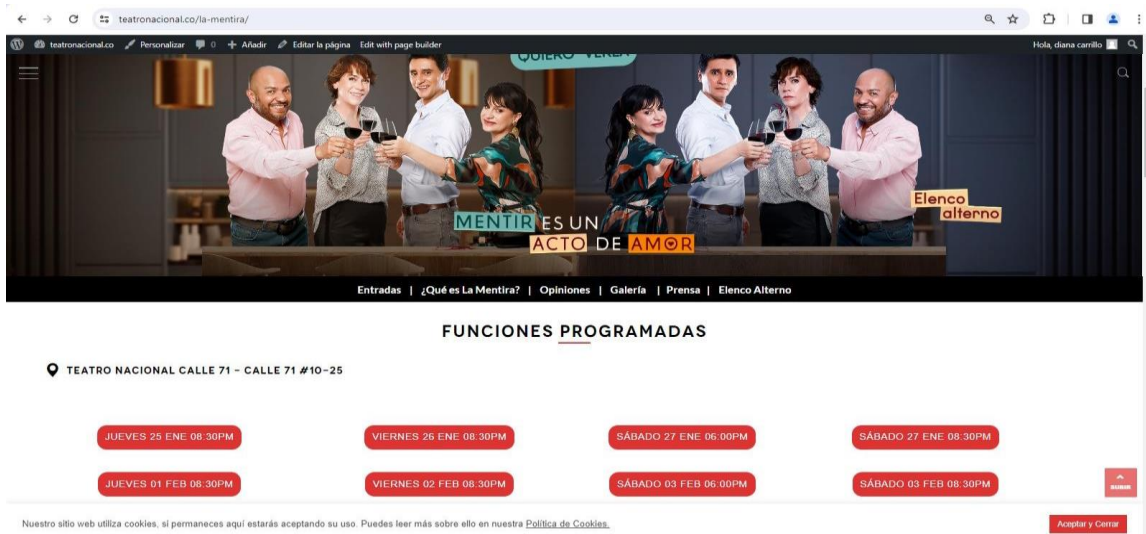 teatronacional.co/la-mentira/
teatronacional.co Personalizar 0 Añadir Editar la página Edit with page builder Hola, diana carrillo
QUIERO VERLA
Elenco
alterno
MENTIR ES UN
ACTO DE AMOR
Entradas | ¿Qué es La Mentira? | Opiniones | Galería | Prensa | Elenco Alterno
FUNCIONES PROGRAMADAS
TEATRO NACIONAL CALLE 71 – CALLE 71 #10-25
JUEVES 25 ENE 08:30PM VIERNES 26 ENE 08:30PM SÁBADO 27 ENE 06:00PM SÁBADO 27 ENE 08:30PM
JUEVES 01 FEB 08:30PM VIERNES 02 FEB 08:30PM SÁBADO 03 FEB 06:00PM SÁBADO 03 FEB 08:30PM
SUBIR
Nuestro sitio web utiliza cookies, si permaneces aquí estarás aceptando su uso. Puedes leer más sobre ello en nuestra Política de Cookies. Aceptar y Cerrar